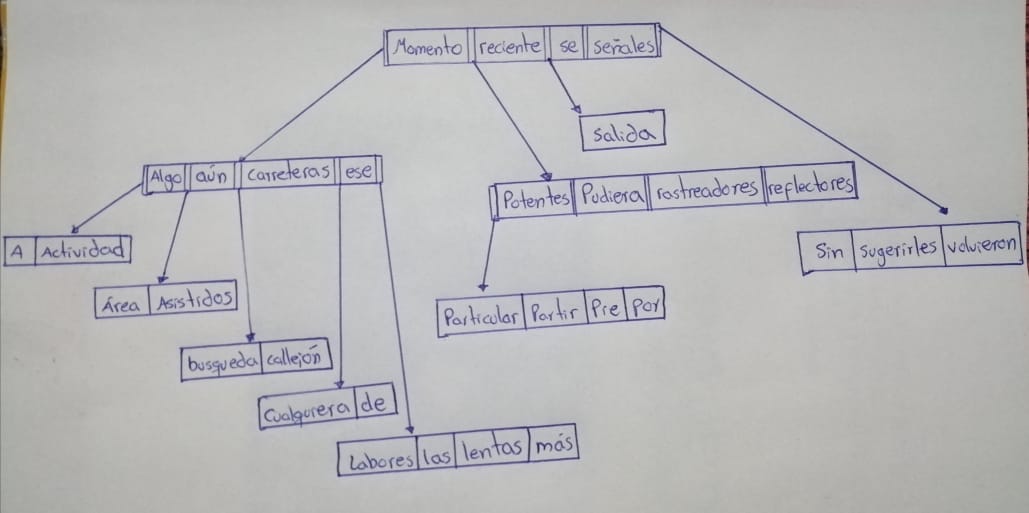 Momento reciente se señales
salida
Algo aún carreteras ese
Potentes Pudiera rastreadores reflectores
A Actividad
Sin sugerirles volvieron
Área Asistidos
Particular Partir Pre Por
busqueda callejón
Cualquiera de
Labores las lentas más